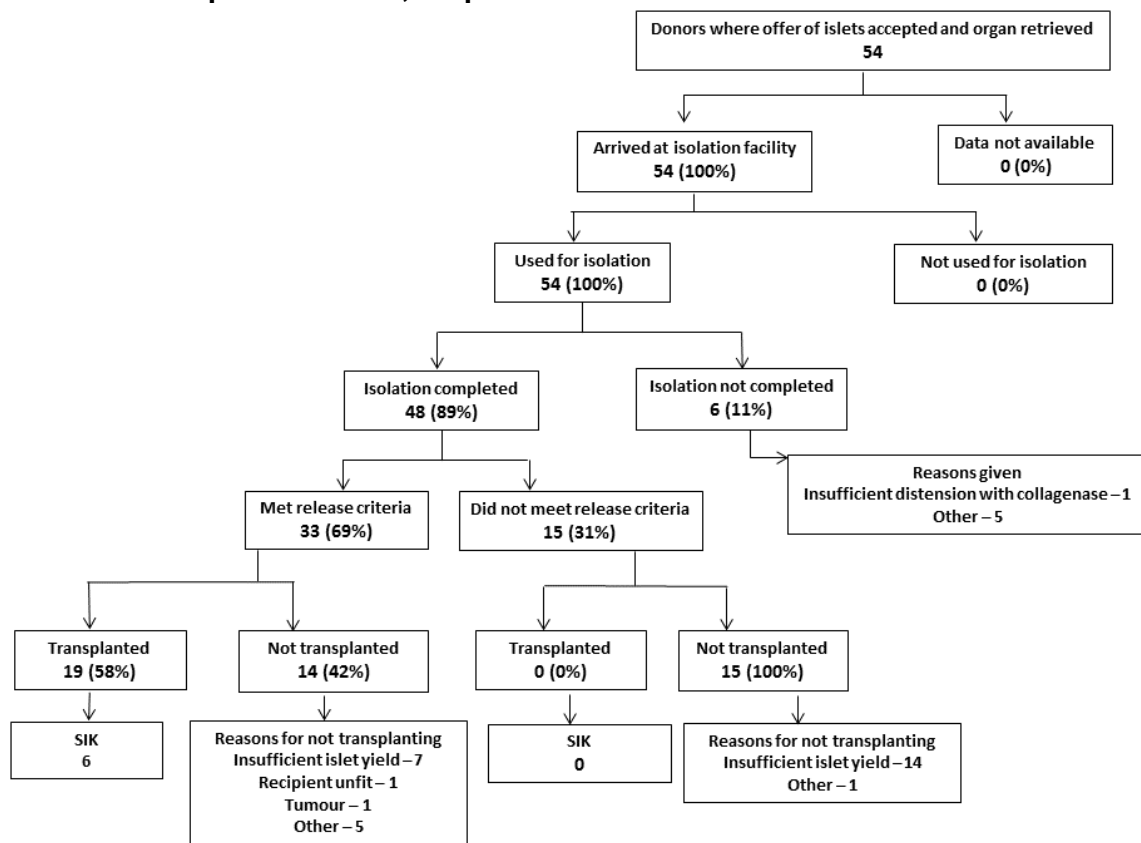 Donors where offer of islets accepted and organ retrieved
54
Arrived at isolation facility
54 (100%)
Data not available
0 (0%)
Used for isolation
54 (100%)
Not used for isolation
0 (0%)
Isolation completed
48 (89%)
Isolation not completed
6 (11%)
Reasons given
Insufficient distension with collagenase – 1
Other – 5
Met release criteria
33 (69%)
Did not meet release criteria
15 (31%)
Transplanted
19 (58%)
Not transplanted
14 (42%)
Transplanted
0 (0%)
Not transplanted
15 (100%)
SIK
6
Reasons for not transplanting
Insufficient islet yield – 7
Recipient unfit – 1
Tumour – 1
Other – 5
SIK
0
Reasons for not transplanting
Insufficient islet yield – 14
Other – 1